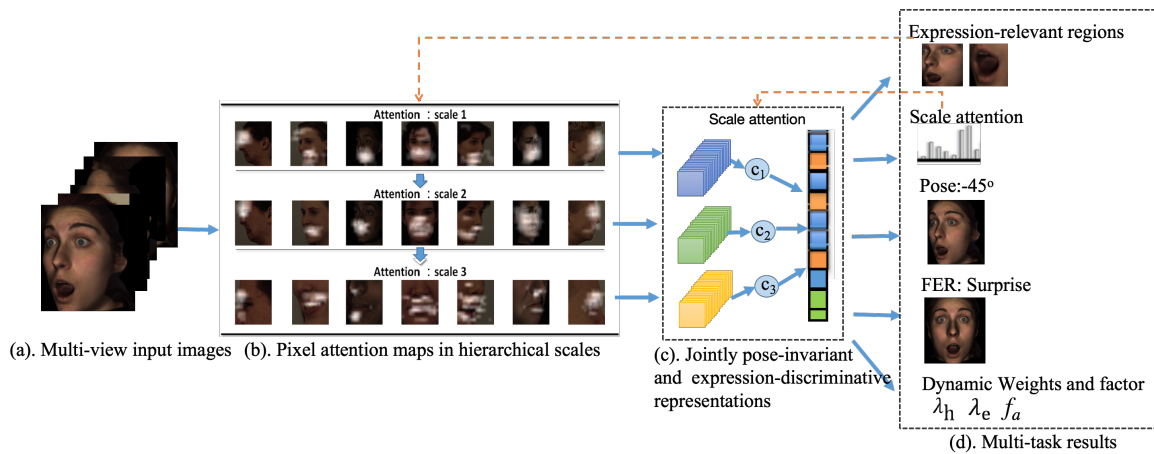 Expression-relevant regions
Attention : scale 1
Scale attention
Scale attention
Attention : scale 2
Pose:-45°
c1
c2
c3
Attention : scale 3
FER: Surprise
(a). Multi-view input images
(b). Pixel attention maps in hierarchical scales
(c). Jointly pose-invariant
and expression-discriminative
representations
Dynamic Weights and factor
λh λe fa
(d). Multi-task results